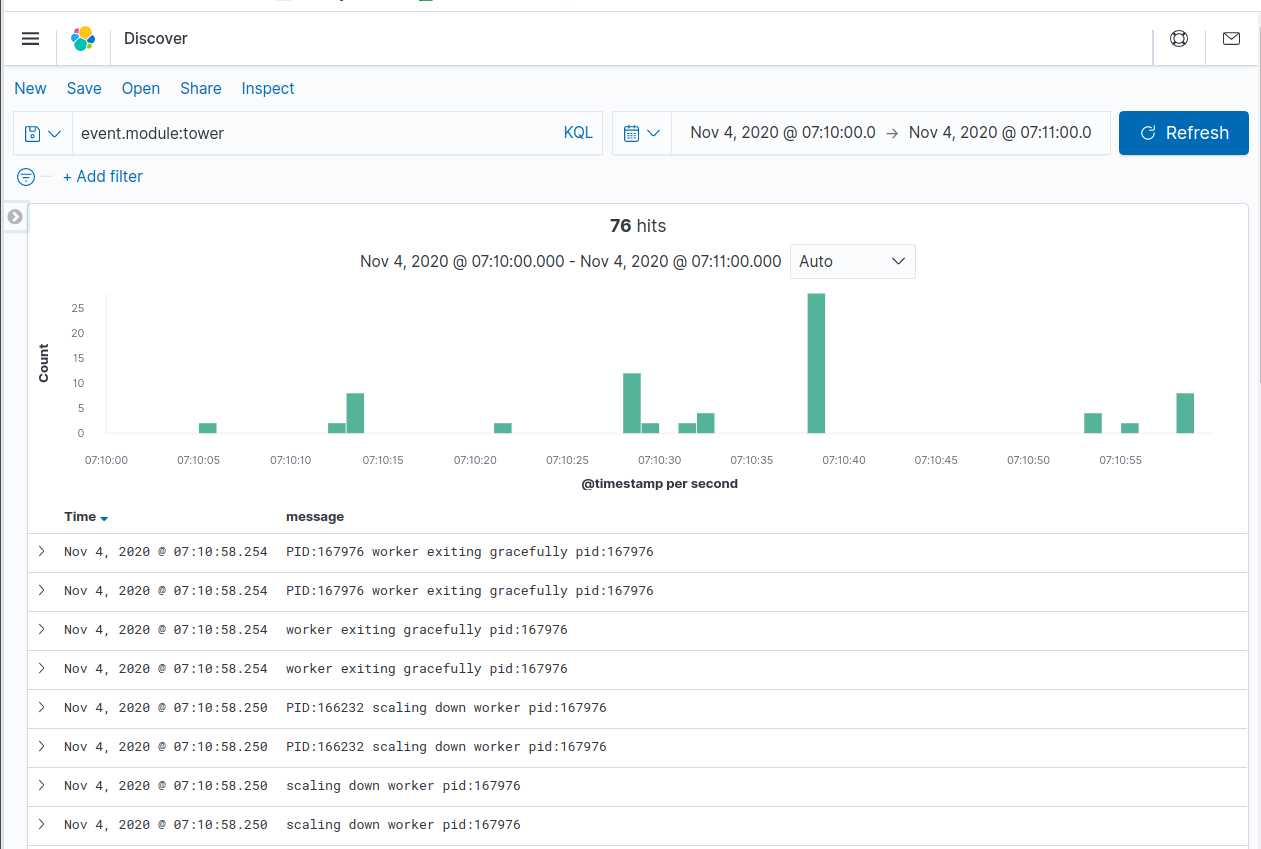 Discover
New Save Open Share Inspect
event.module:tower KQL Nov 4, 2020 @ 07:10:00.0 → Nov 4, 2020 @ 07:11:00.0 Refresh
+ Add filter
76 hits
Nov 4, 2020 @ 07:10:00.000 - Nov 4, 2020 @ 07:11:00.000 Auto
25
20
15
10
5
0
Count
07:10:00 07:10:05 07:10:10 07:10:15 07:10:20 07:10:25 07:10:30 07:10:35 07:10:40 07:10:45 07:10:50 07:10:55
@timestamp per second
Time message
Nov 4, 2020 @ 07:10:58.254 PID:167976 worker exiting gracefully pid:167976
Nov 4, 2020 @ 07:10:58.254 PID:167976 worker exiting gracefully pid:167976
Nov 4, 2020 @ 07:10:58.254 worker exiting gracefully pid:167976
Nov 4, 2020 @ 07:10:58.254 worker exiting gracefully pid:167976
Nov 4, 2020 @ 07:10:58.250 PID:166232 scaling down worker pid:167976
Nov 4, 2020 @ 07:10:58.250 PID:166232 scaling down worker pid:167976
Nov 4, 2020 @ 07:10:58.250 scaling down worker pid:167976
Nov 4, 2020 @ 07:10:58.250 scaling down worker pid:167976